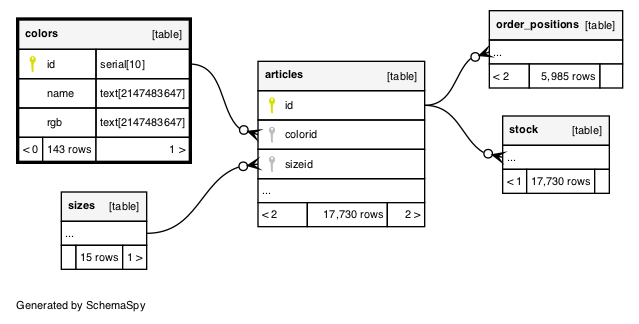 colors [table]
id serial[10]
name text[2147483647]
rgb text[2147483647]
< 0 143 rows 1 >
sizes [table]
...
15 rows 1 >
articles [table]
id
colorid
sizeid
...
< 2 17,730 rows 2 >
order_positions [table]
...
< 2 5,985 rows
stock [table]
...
< 1 17,730 rows
Generated by SchemaSpy